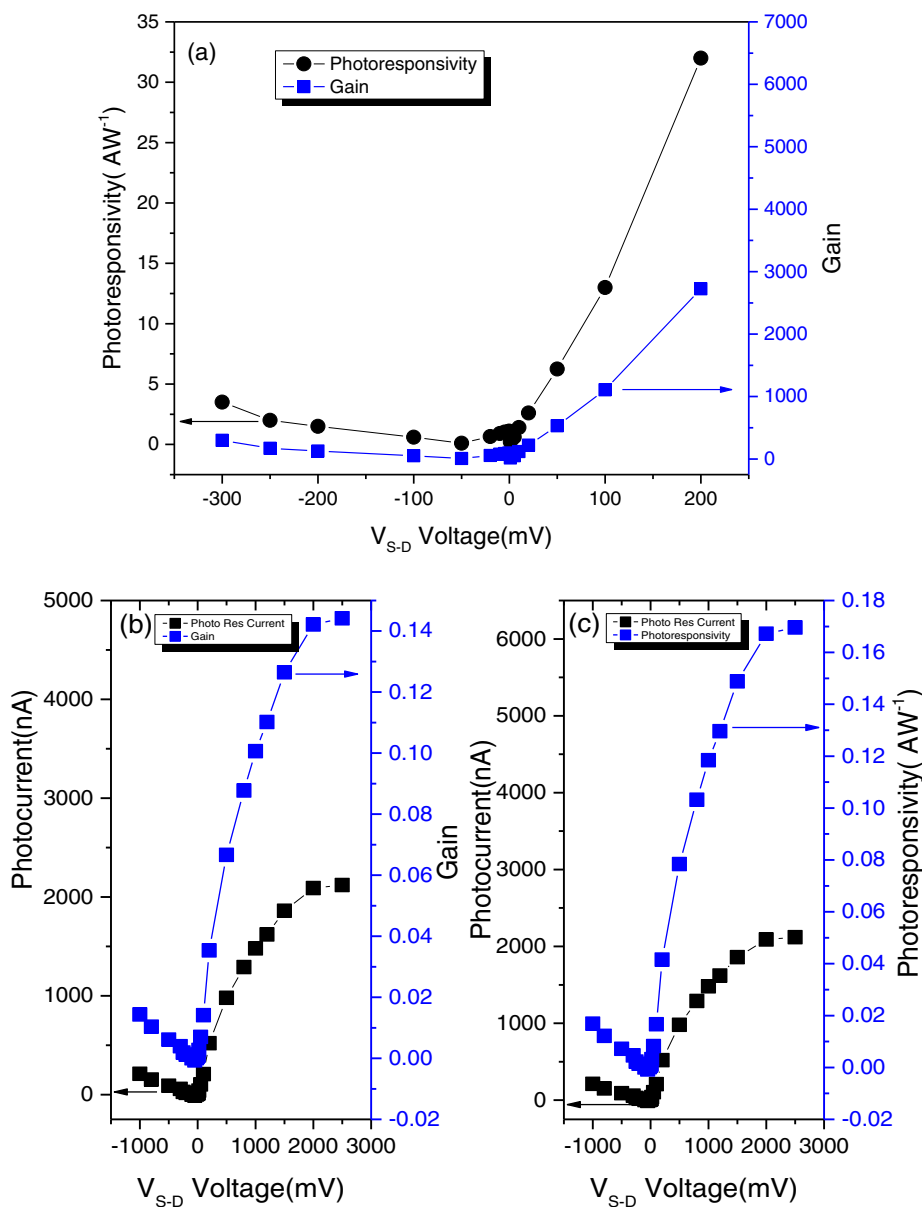 (a)
Photoresponsivity
Gain
Photoresponsivity( AW-1)
35
30
25
20
15
10
5
0
7000
6000
5000
4000
3000
2000
1000
0
Gain
-300 -200 -100 0 100 200
VS-D Voltage(mV)
(b)
Photo Res Current
Gain
Photocurrent(nA)
5000
4000
3000
2000
1000
0
0.14
0.12
0.10
0.08
0.06
0.04
0.02
0.00
-0.02
Gain
-1000 0 1000 2000 3000
VS-D Voltage(mV)
(c)
Photo Res Current
Photoresponsivity
Photocurrent(nA)
6000
5000
4000
3000
2000
1000
0
0.18
0.16
0.14
0.12
0.10
0.08
0.06
0.04
0.02
0.00
-0.02
Photoresponsivity( AW-1)
-1000 0 1000 2000 3000
VS-D Voltage(mV)